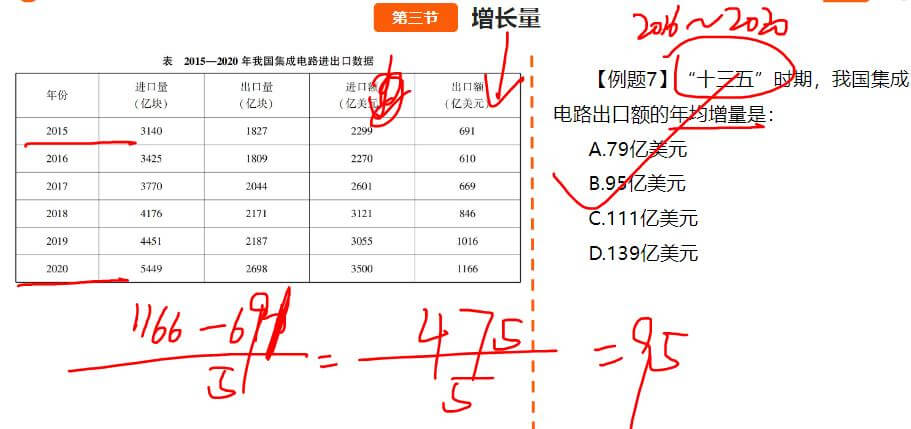 第三节 增长量
2016~2020
表 2015—2020 年我国集成电路进出口数据
年份 进口量（亿块） 出口量（亿块） 进口额（亿美元） 出口额（亿美元）
2015 3140 1827 2299 691
2016 3425 1809 2270 610
2017 3770 2044 2601 669
2018 4176 2171 3121 846
2019 4451 2187 3055 1016
2020 5449 2698 3500 1166
【例题7】“十三五”时期，我国集成
电路出口额的年均增量是：
A.79亿美元
B.95亿美元
C.111亿美元
D.139亿美元
1166-691 / 5 = 475 / 5 = 95